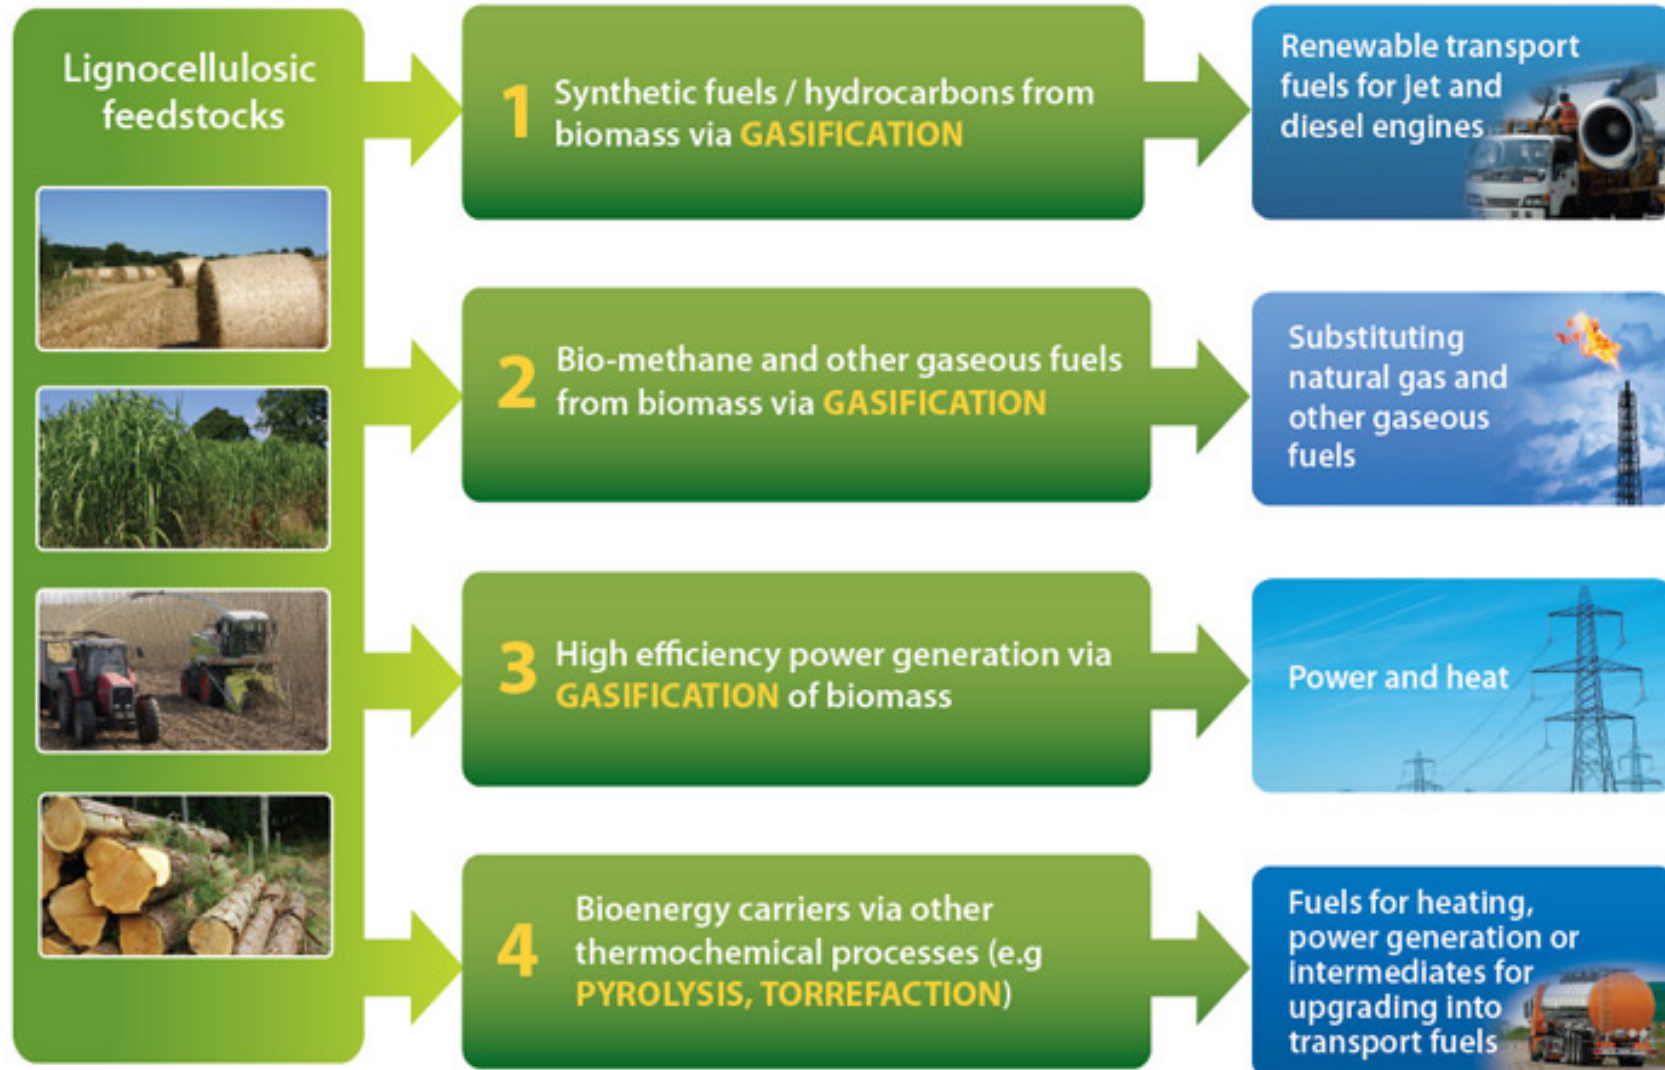 Lignocellulosic
feedstocks
1
Synthetic fuels / hydrocarbons from
biomass via GASIFICATION
Renewable transport
fuels for jet and
diesel engines
2
Bio-methane and other gaseous fuels
from biomass via GASIFICATION
Substituting
natural gas and
other gaseous
fuels
3
High efficiency power generation via
GASIFICATION of biomass
Power and heat
4
Bioenergy carriers via other
thermochemical processes (e.g
PYROLYSIS, TORREFACTION)
Fuels for heating,
power generation or
intermediates for
upgrading into
transport fuels